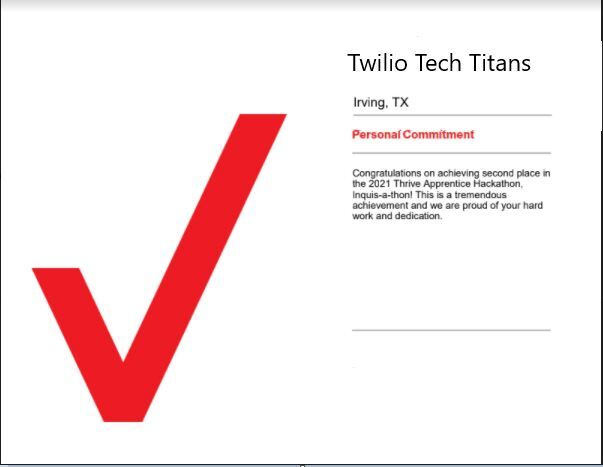 Twilio Tech Titans
Irving, TX
Personal Commitment
Congratulations on achieving second place in
the 2021 Thrive Apprentice Hackathon,
Inquis-a-thon! This is a tremendous
achievement and we are proud of your hard
work and dedication.